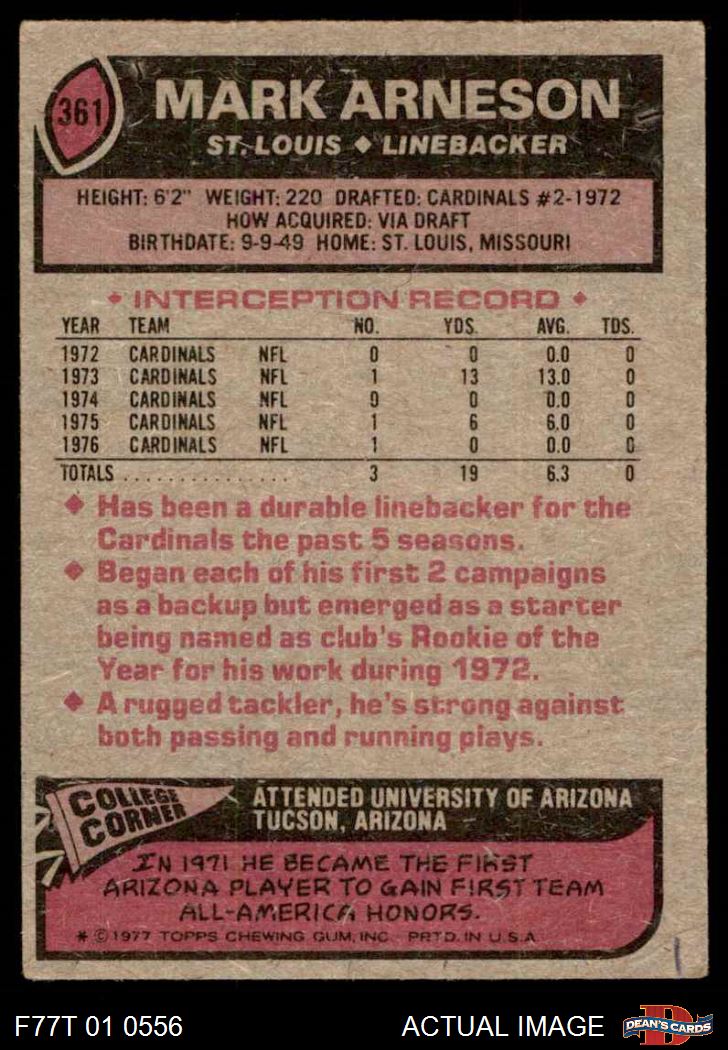 361
MARK ARNESON
ST. LOUIS ♦ LINEBACKER
HEIGHT: 6'2" WEIGHT: 220 DRAFTED: CARDINALS #2-1972
HOW ACQUIRED: VIA DRAFT
BIRTHDATE: 9-9-49 HOME: ST. LOUIS, MISSOURI
♦ INTERCEPTION RECORD ♦
YEAR TEAM NO. YDS. AVG. TDS.
1972 CARDINALS NFL 0 0 0.0 0
1973 CARDINALS NFL 1 13 13.0 0
1974 CARDINALS NFL 0 0 0.0 0
1975 CARDINALS NFL 1 6 6.0 0
1976 CARDINALS NFL 1 0 0.0 0
TOTALS . . . . . . . . . . . . . . . 3 19 6.3 0
♦ Has been a durable linebacker for the
Cardinals the past 5 seasons.
♦ Began each of his first 2 campaigns
as a backup but emerged as a starter
being named as club's Rookie of the
Year for his work during 1972.
♦ A rugged tackler, he's strong against
both passing and running plays.
COLLEGE
CORNER
ATTENDED UNIVERSITY OF ARIZONA
TUCSON, ARIZONA
IN 1971 HE BECAME THE FIRST
ARIZONA PLAYER TO GAIN FIRST TEAM
ALL-AMERICA HONORS.
* © 1977 TOPPS CHEWING GUM, INC. PRTD. IN U.S.A.
F77T 01 0556
ACTUAL IMAGE
DEAN'S CARDS